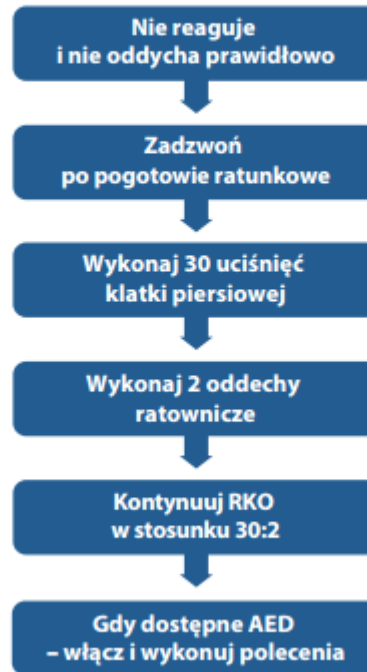 Nie reaguje
i nie oddycha prawidłowo
Zadzwoń
po pogotowie ratunkowe
Wykonaj 30 uciśnięć
klatki piersiowej
Wykonaj 2 oddechy
ratownicze
Kontynuuj RKO
w stosunku 30:2
Gdy dostępne AED
– włącz i wykonuj polecenia